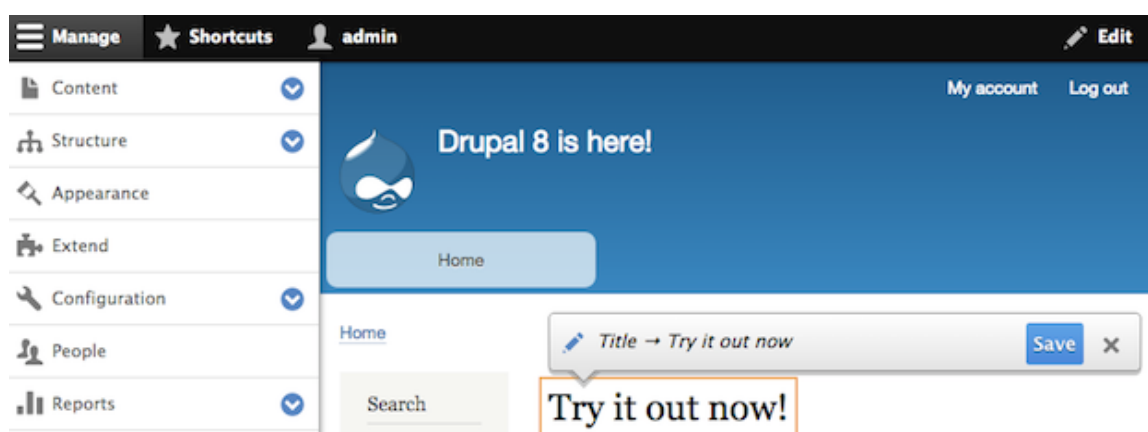 Manage Shortcuts admin Edit
Content
Structure
Appearance
Extend
Configuration
People
Reports
My account Log out
Drupal 8 is here!
Home
Home
Title → Try it out now Save
Search
Try it out now!